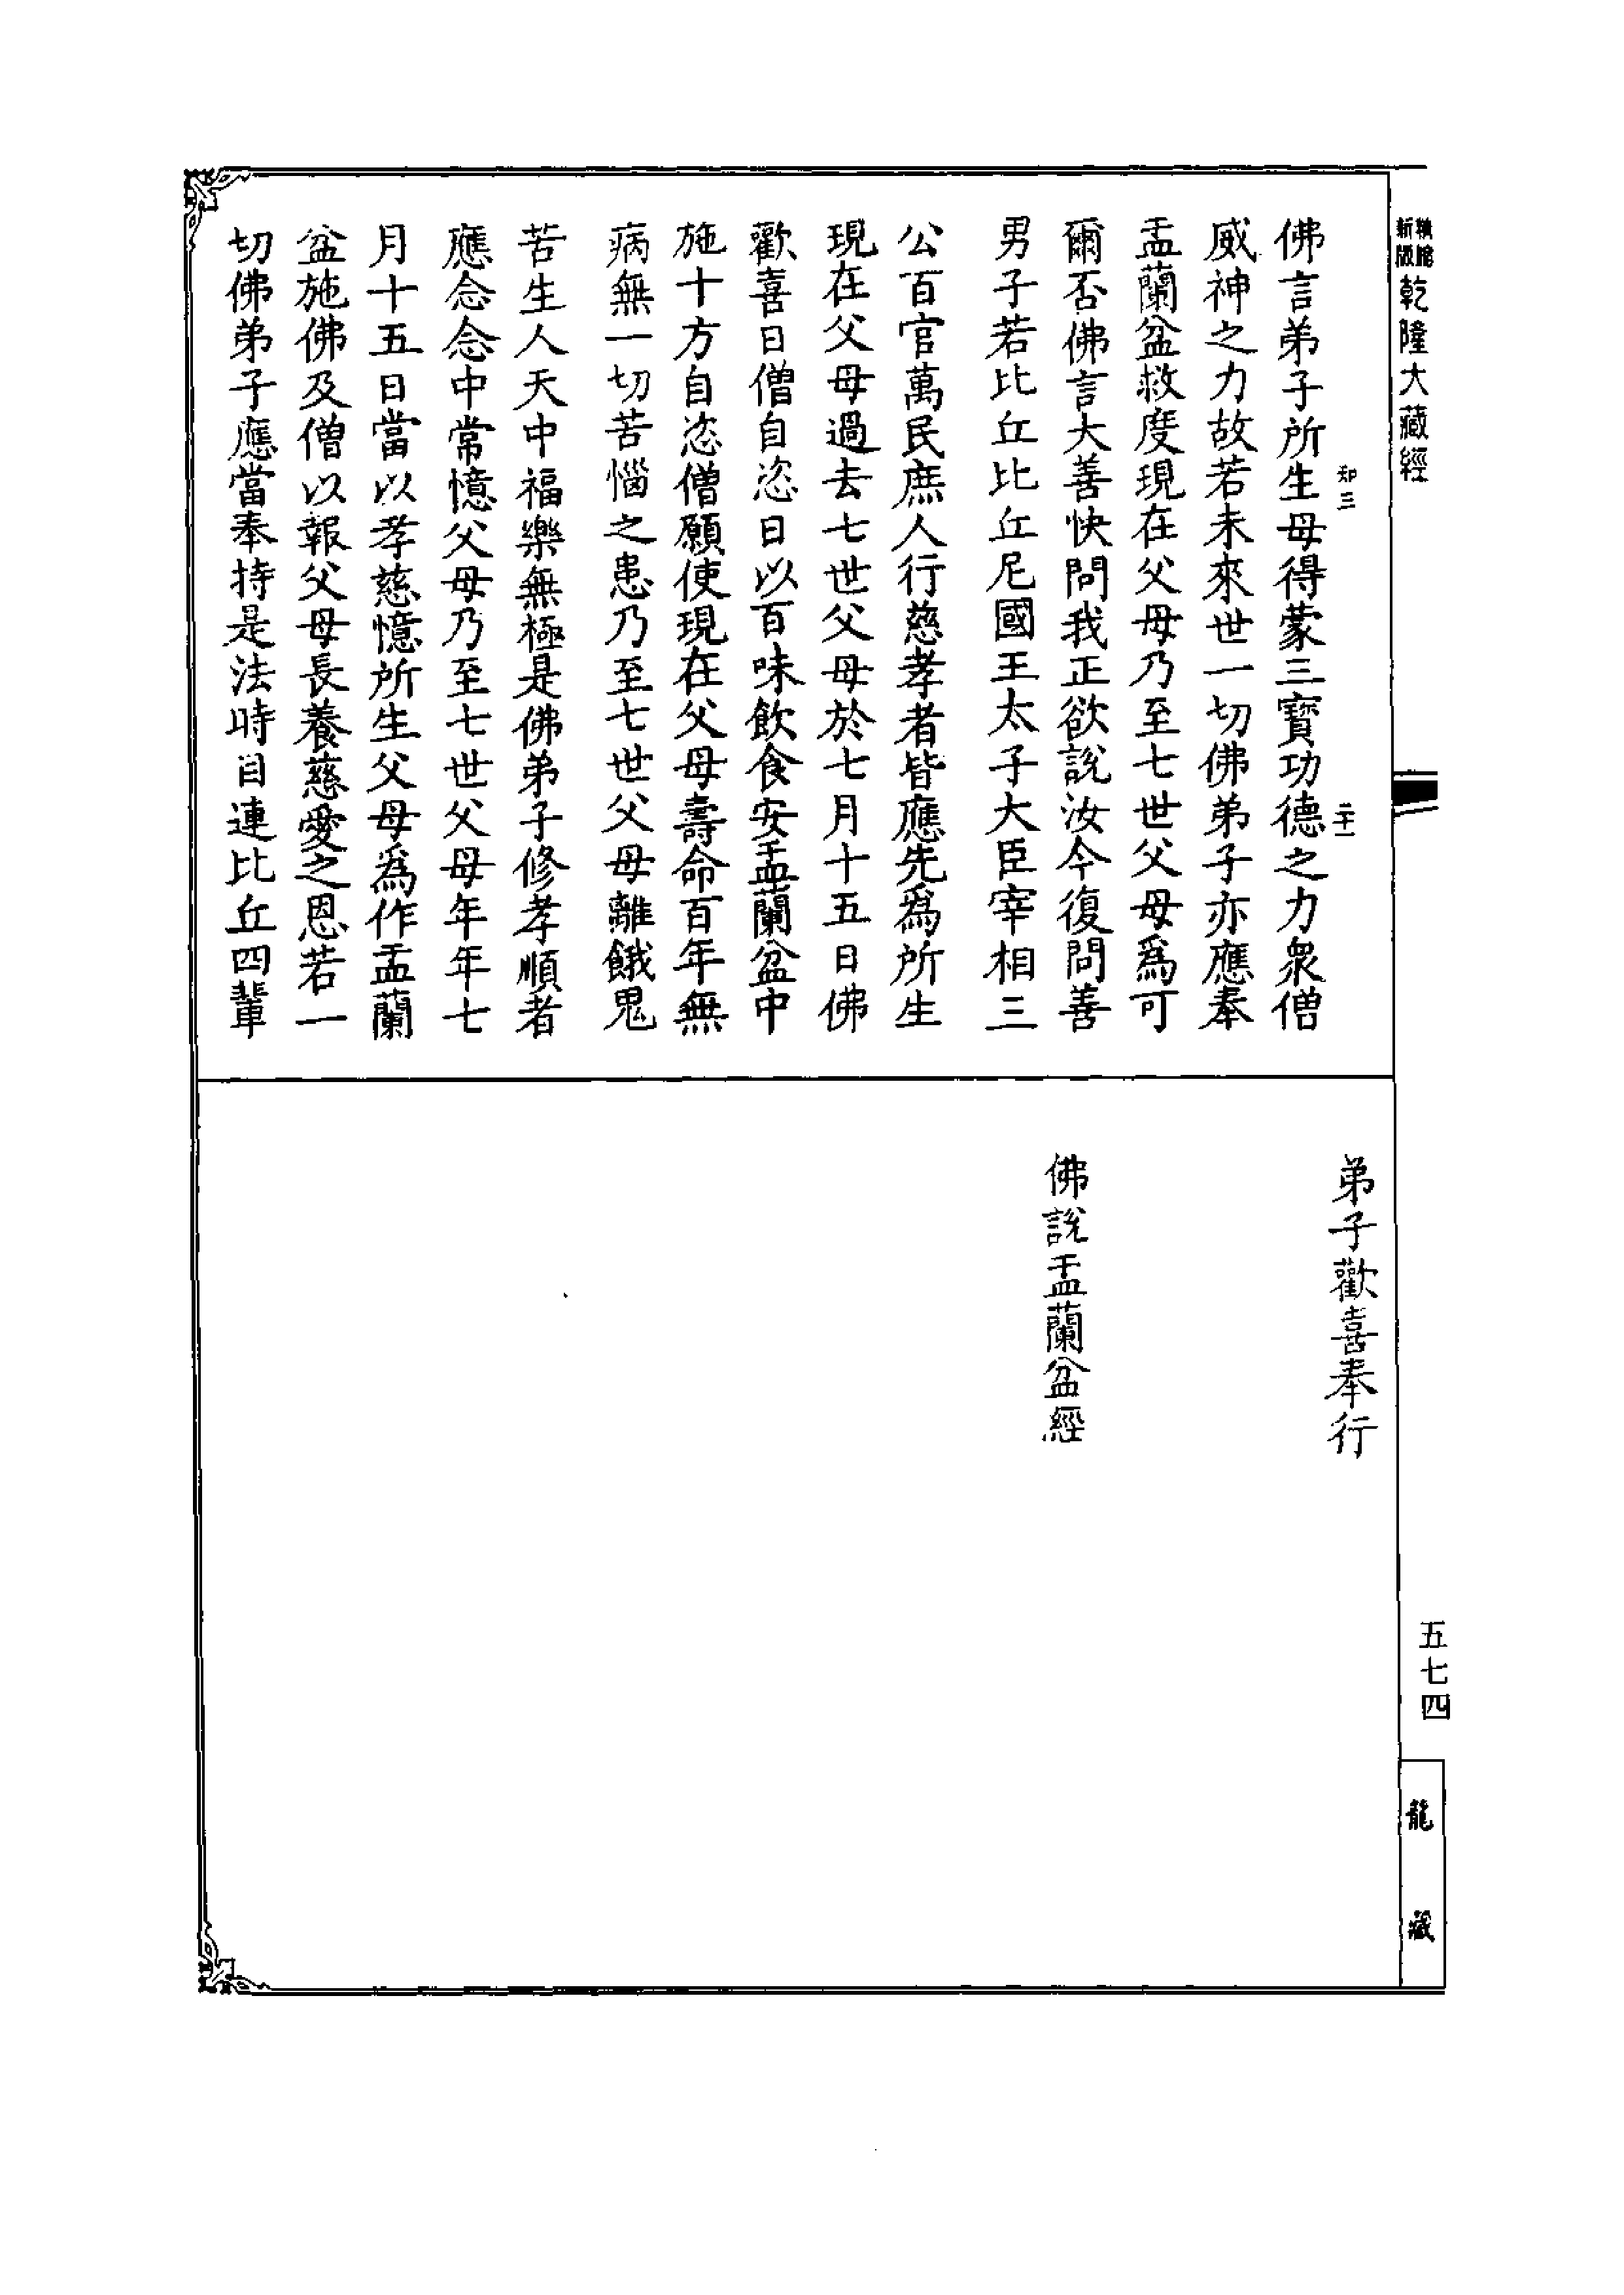 新版
乾隆大藏經
知三
二十一
佛言弟子所生母得蒙三寶功德之力衆僧
威神之力故若未來世一切佛弟子亦應奉
盂蘭盆救度現在父母乃至七世父母爲可
爾否佛言大善快問我正欲說汝今復問善
男子若比丘比丘尼國王太子大臣宰相三
公百官萬民庶人行慈孝者皆應先爲所生
現在父母過去七世父母於七月十五日佛
歡喜日僧自恣日以百味飲食安盂蘭盆中
施十方自恣僧願使現在父母壽命百年無
病無一切苦惱之患乃至七世父母離餓鬼
苦生人天中福樂無極是佛弟子修孝順者
應念念中常憶父母乃至七世父母年年七
月十五日當以孝慈憶所生父母爲作盂蘭
盆施佛及僧以報父母長養慈愛之恩若一
切佛弟子應當奉持是法時目連比丘四輩
弟子歡喜奉行
佛說盂蘭盆經
五七四
龍藏